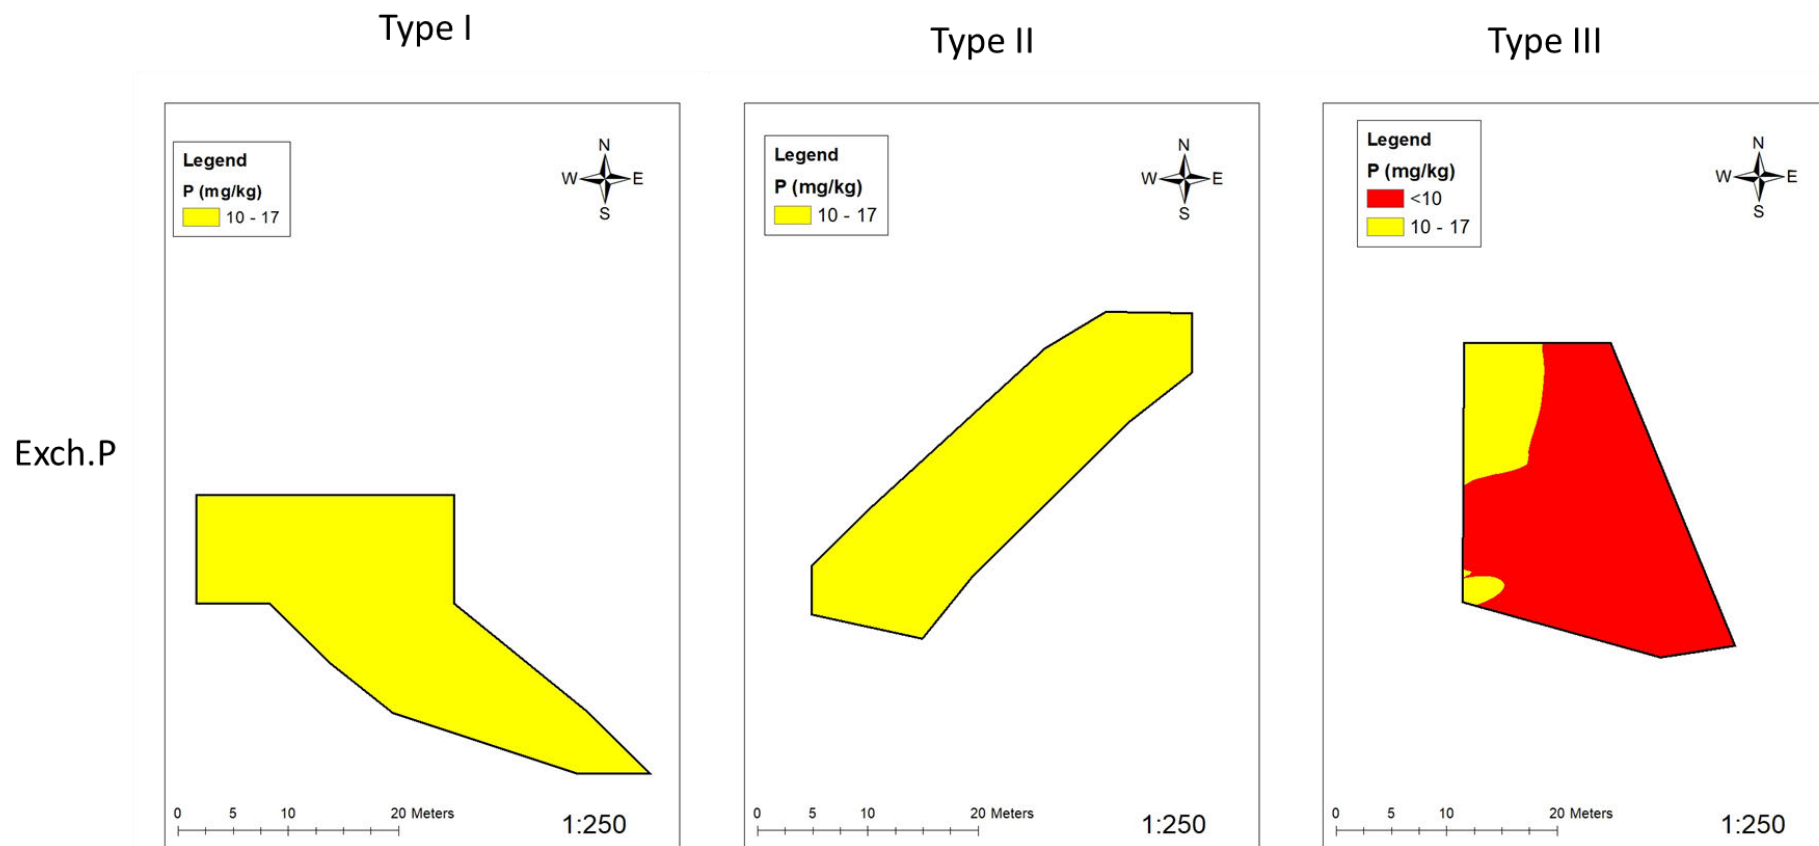 Type I
Type II
Type III
Exch.P
Legend
P (mg/kg)
10 - 17
N
W E
S
0 5 10 20 Meters
1:250
Legend
P (mg/kg)
10 - 17
N
W E
S
0 5 10 20 Meters
1:250
Legend
P (mg/kg)
<10
10 - 17
N
W E
S
0 5 10 20 Meters
1:250